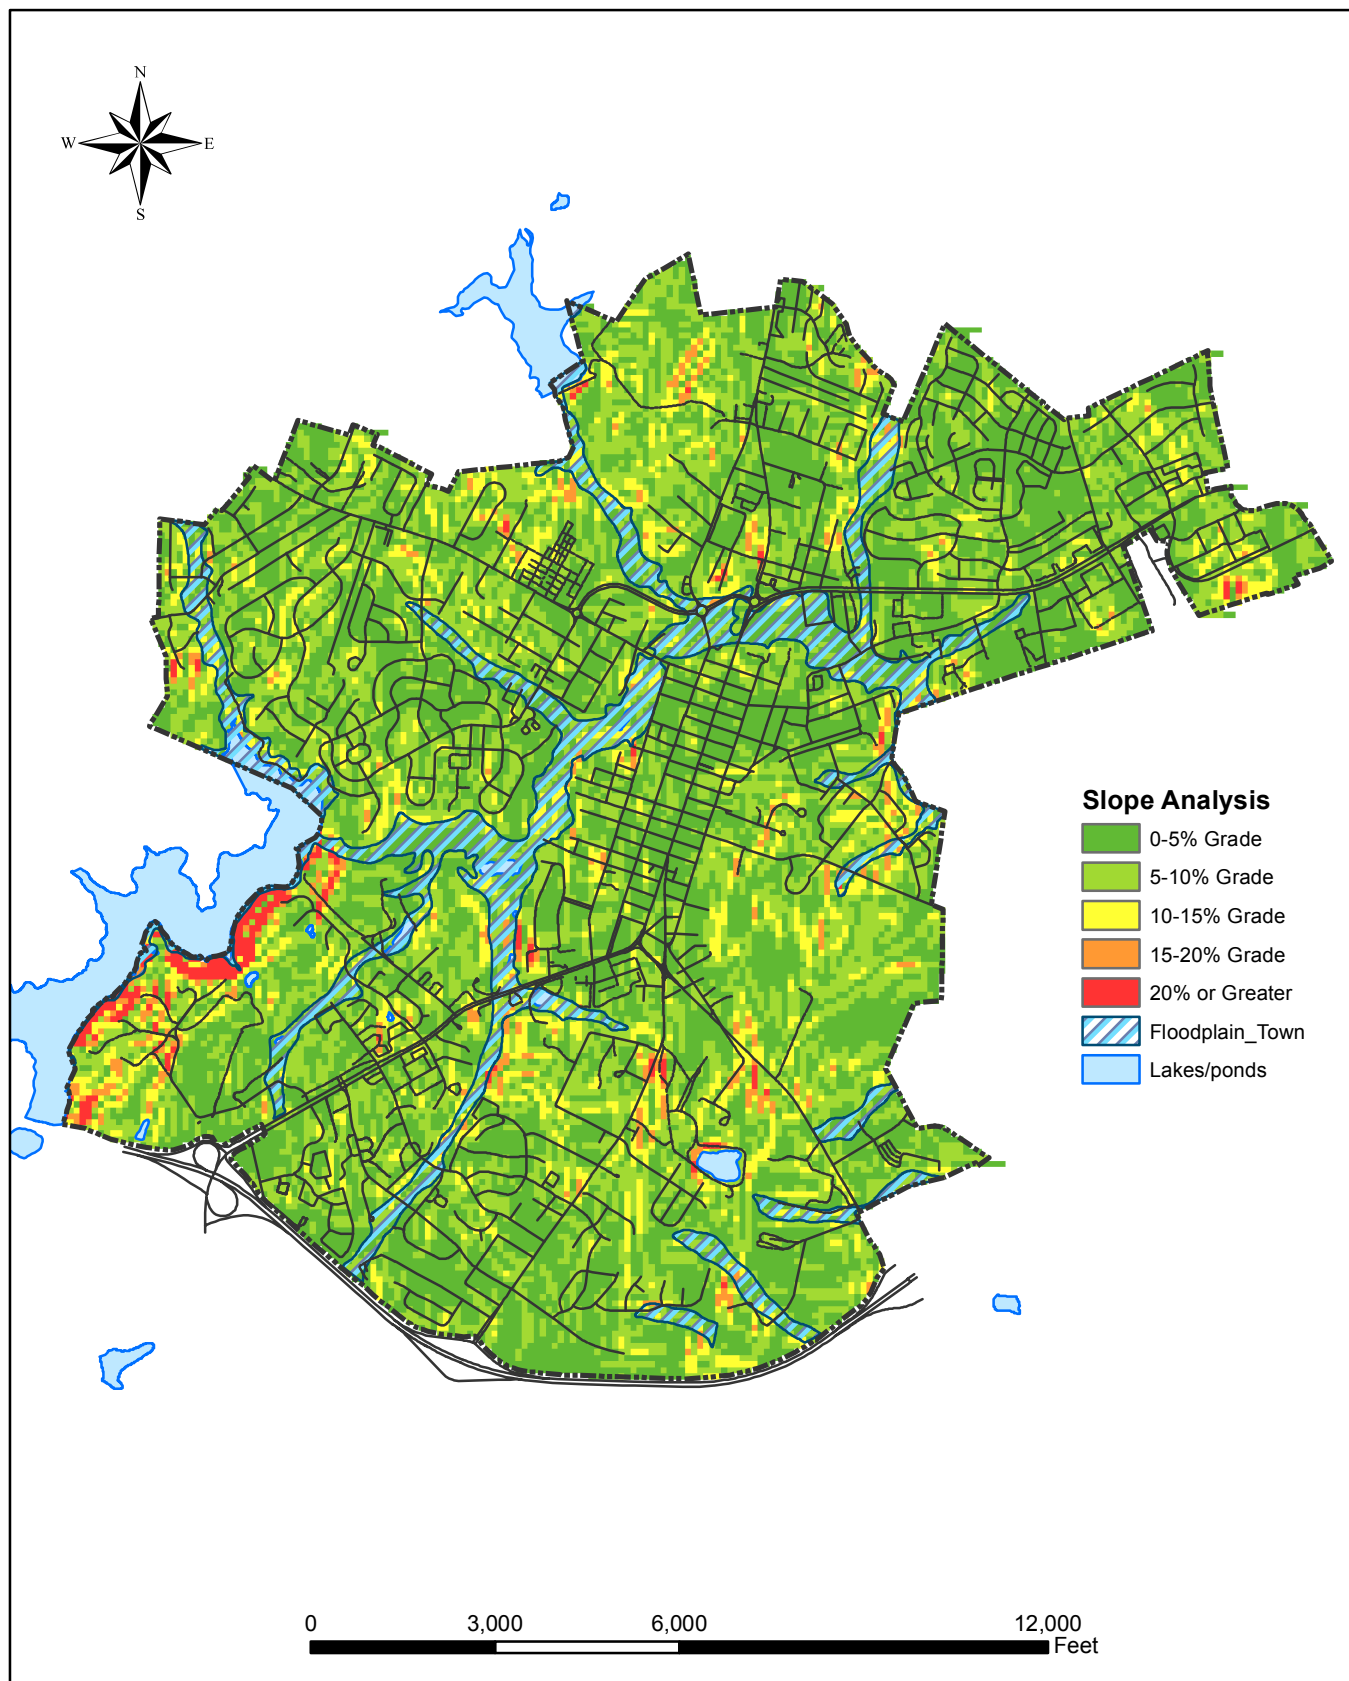 N
W E
S
Slope Analysis
0-5% Grade
5-10% Grade
10-15% Grade
15-20% Grade
20% or Greater
Floodplain_Town
Lakes/ponds
0 3,000 6,000 12,000
Feet